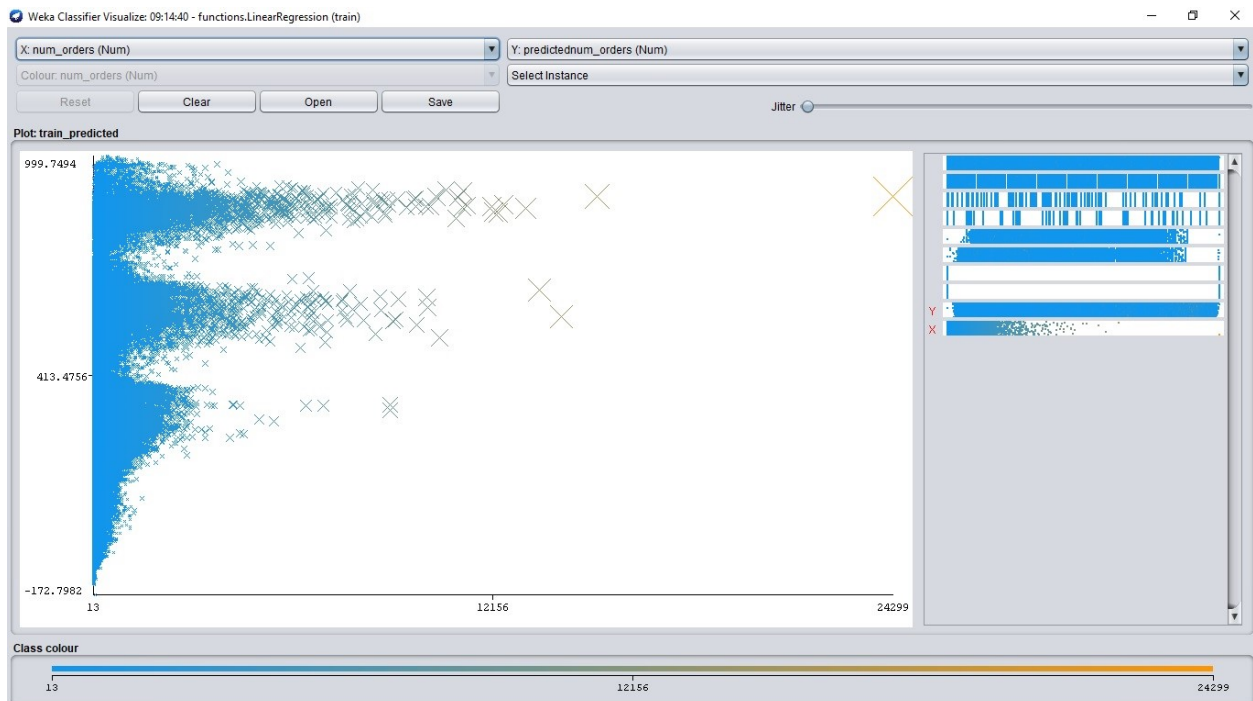 Weka Classifier Visualize: 09:14:40 - functions.LinearRegression (train)
X: num_orders (Num)
Y: predictednum_orders (Num)
Colour: num_orders (Num)
Select Instance
Reset
Clear
Open
Save
Jitter
Plot: train_predicted
999.7494
413.4756
-172.7982
13
12156
24299
Y
X
Class colour
13
12156
24299